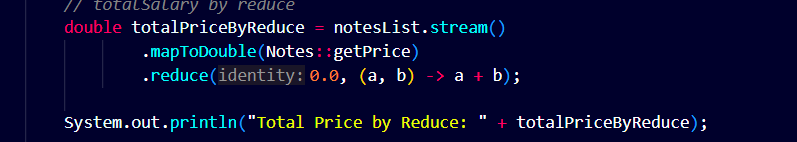 // totalSalary by reduce
double totalPriceByReduce = notesList.stream()
.mapToDouble(Notes::getPrice)
.reduce(identity: 0.0, (a, b) -> a + b);
System.out.println("Total Price by Reduce: " + totalPriceByReduce);